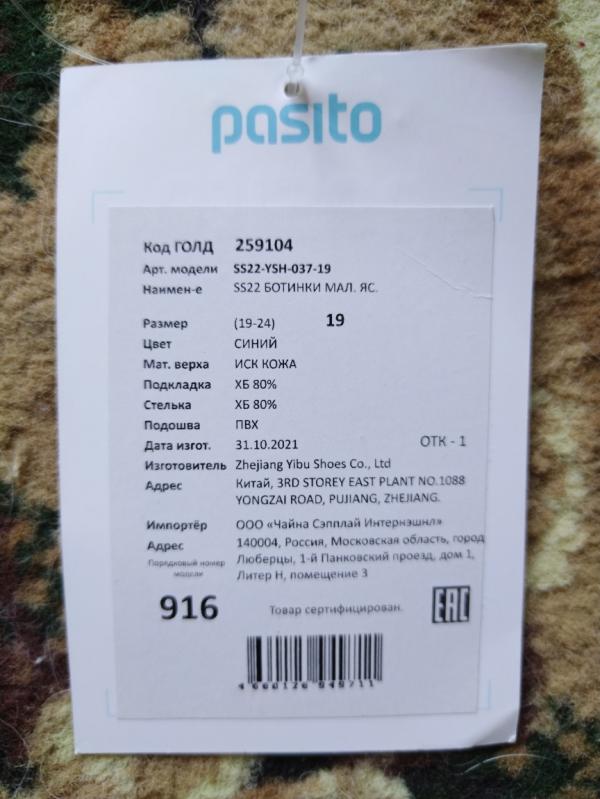 pasito
Код ГОЛД 259104
Арт. модели SS22-YSH-037-19
Наимен-е SS22 БОТИНКИ МАЛ. ЯС.
Размер (19-24) 19
Цвет СИНИЙ
Мат. верха ИСК КОЖА
Подкладка ХБ 80%
Стелька ХБ 80%
Подошва ПВХ
Дата изгот. 31.10.2021 ОТК - 1
Изготовитель Zhejiang Yibu Shoes Co., Ltd
Адрес Китай, 3RD STOREY EAST PLANT NO.1088
YONGZAI ROAD, PUJIANG, ZHEJIANG.
Импортёр ООО «Чайна Сэпплай Интернэшнл»
Адрес 140004, Россия, Московская область, город
Люберцы, 1-й Панковский проезд, дом 1,
Литер Н, помещение 3
Порядковый номер
модели
916 Товар сертифицирован. EAC